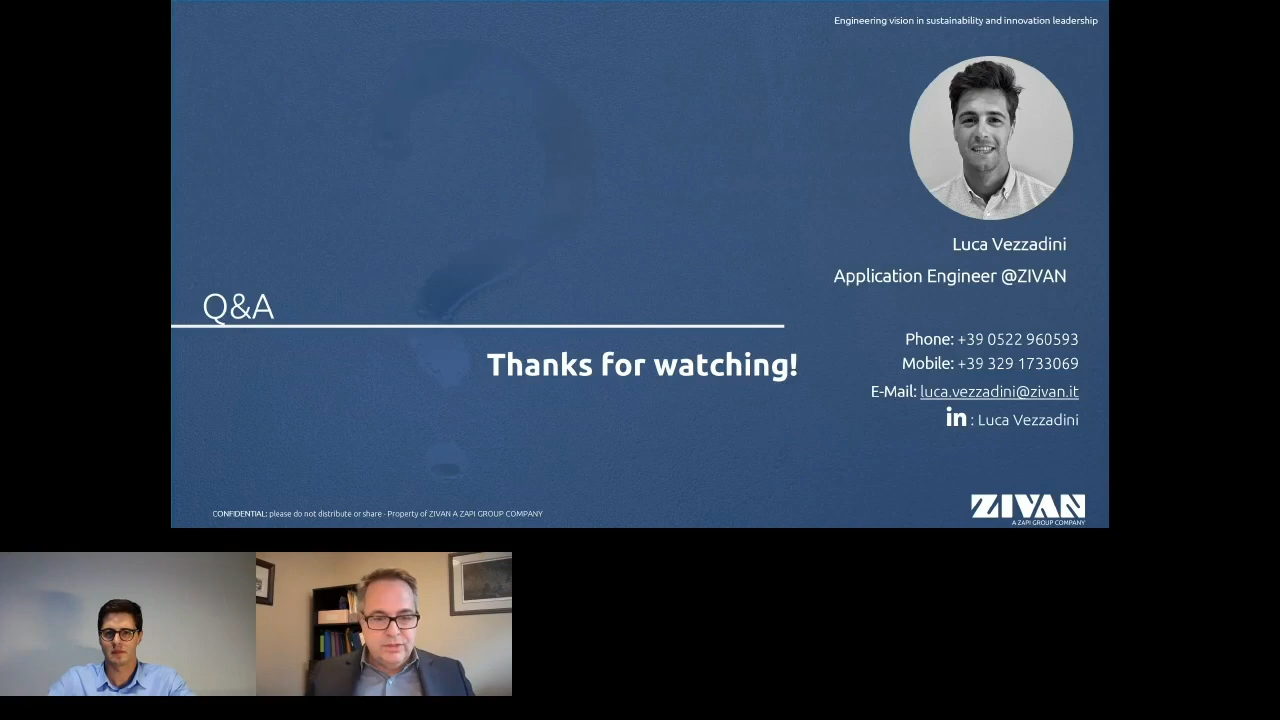 Engineering vision in sustainability and innovation leadership
Luca Vezzadini
Application Engineer @ZIVAN
Q&A
Phone: +39 0522 960593
Thanks for watching!
Mobile: +39 329 1733069
E-Mail: luca.vezzadini@zivan.it
in : Luca Vezzadini
ZIVAN
A ZAPI GROUP COMPANY
CONFIDENTIAL: please do not distribute or share - Property of ZIVAN A ZAPI GROUP COMPANY